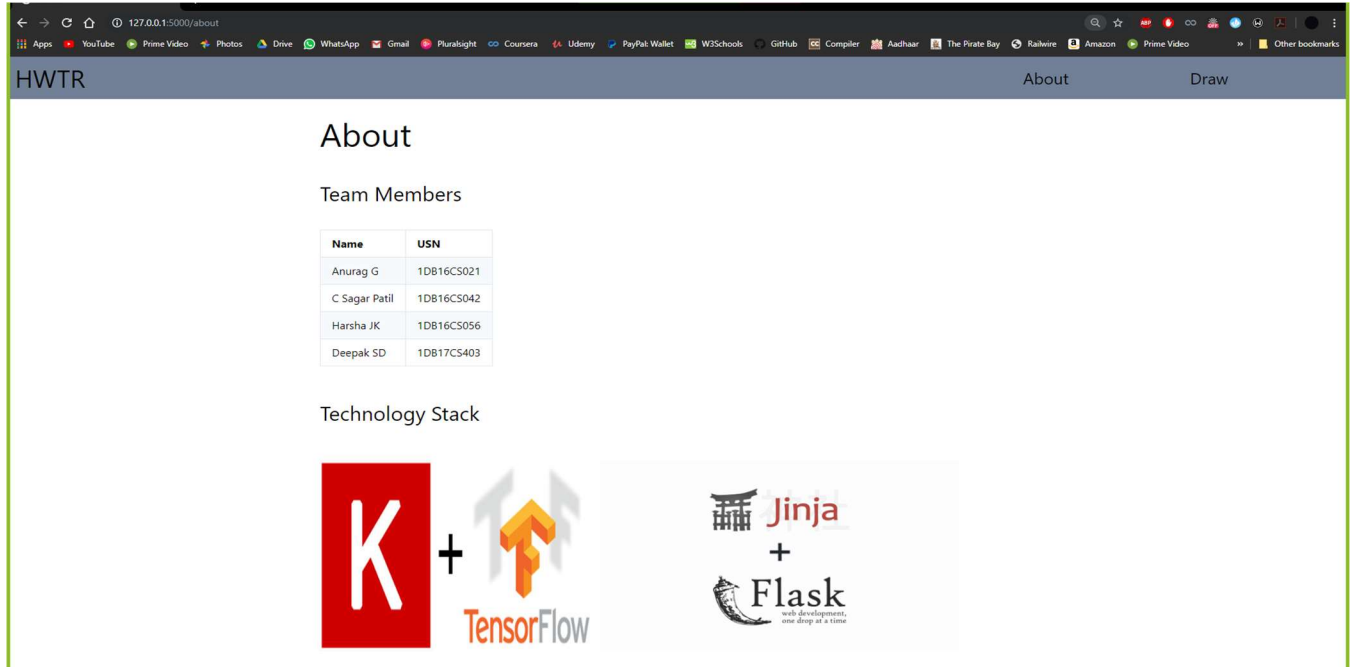 127.0.0.1:5000/about
Apps YouTube Prime Video Photos Drive WhatsApp Gmail Pluralsight Coursera Udemy PayPal: Wallet W3Schools GitHub CC Compiler Aadhaar The Pirate Bay Railwire Amazon Prime Video » Other bookmarks
HWTR About Draw
About
Team Members
Name USN
Anurag G 1DB16CS021
C Sagar Patil 1DB16CS042
Harsha JK 1DB16CS056
Deepak SD 1DB17CS403
Technology Stack
K + TensorFlow
Jinja
+
Flask
web development,
one drop at a time